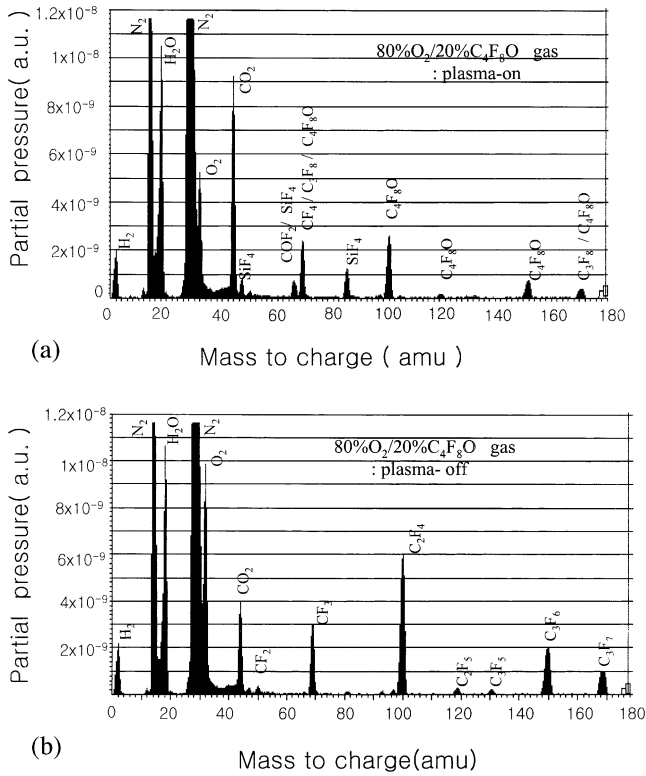 1.2x10⁻⁸
N₂
H₂O
N₂
80%O₂/20%C₄F₈O gas
: plasma-on
1x10⁻⁸
CO₂
8x10⁻⁹
6x10⁻⁹
O₂
4x10⁻⁹
2x10⁻⁹
0
H₂
SiF₄
COF₂/ SiF₄
CF₄ / C₃F₈ / C₄F₈O
SiF₄
C₄F₈O
C₄F₈O
C₄F₈O
C₃F₈ / C₄F₈O
Partial pressure( a.u. )
0 20 40 60 80 100 120 140 160 180
(a)
Mass to charge ( amu )
1.2x10⁻⁸
N₂
H₂O
N₂
O₂
80%O₂/20%C₄F₈O gas
: plasma- off
1x10⁻⁸
8x10⁻⁹
6x10⁻⁹
4x10⁻⁹
2x10⁻⁹
H₂
CO₂
CF₂
CF₃
C₂F₄
C₂F₅
C₃F₅
C₃F₆
C₃F₇
Partial pressure( a.u. )
0 20 40 60 80 100 120 140 160 180
(b)
Mass to charge(amu)